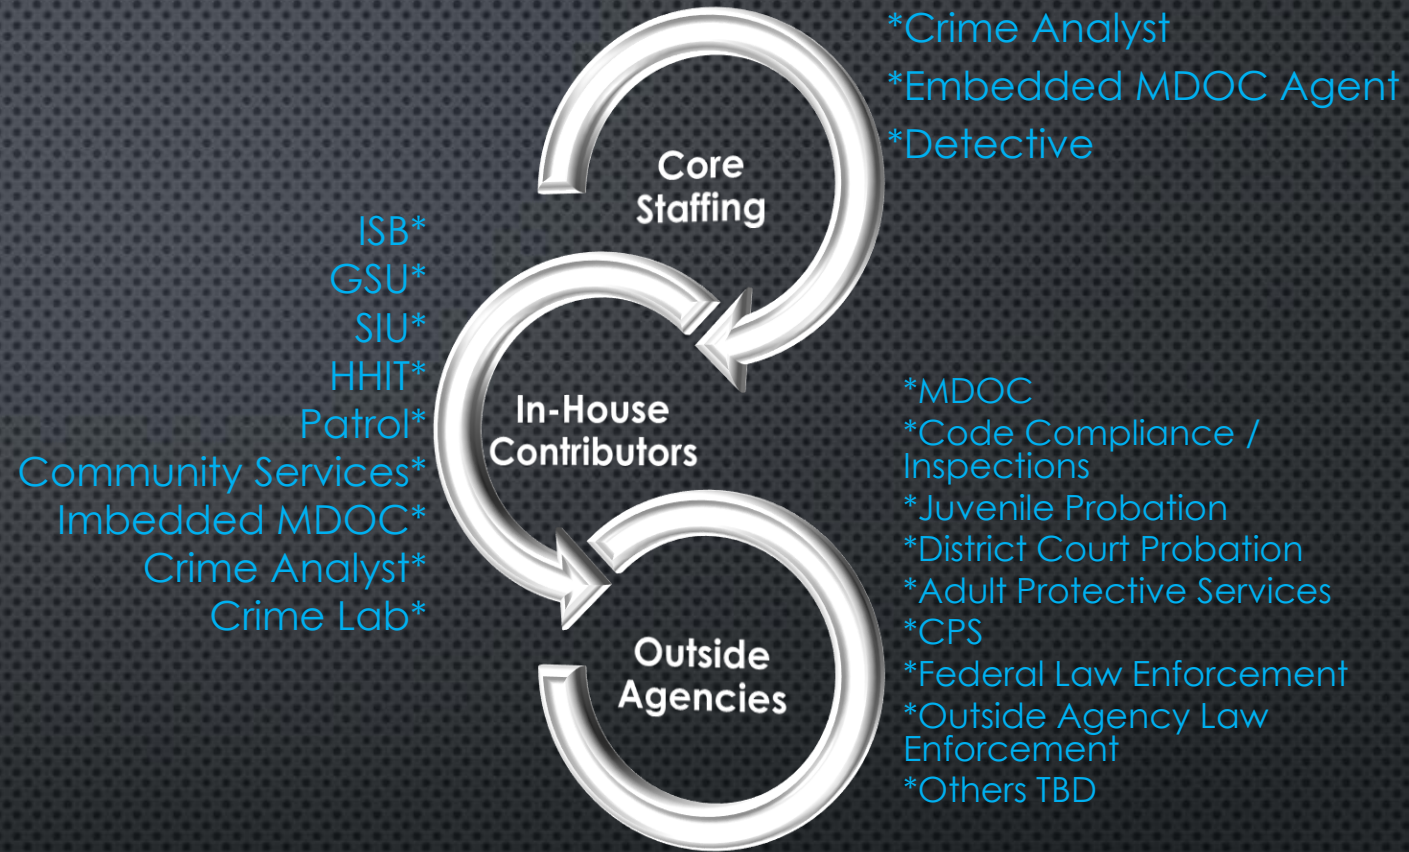 *Crime Analyst
*Embedded MDOC Agent
*Detective
Core
Staffing
ISB*
GSU*
SIU*
HHIT*
Patrol*
Community Services*
Imbedded MDOC*
Crime Analyst*
Crime Lab*
In-House
Contributors
*MDOC
*Code Compliance /
Inspections
*Juvenile Probation
*District Court Probation
*Adult Protective Services
*CPS
*Federal Law Enforcement
*Outside Agency Law
Enforcement
*Others TBD
Outside
Agencies